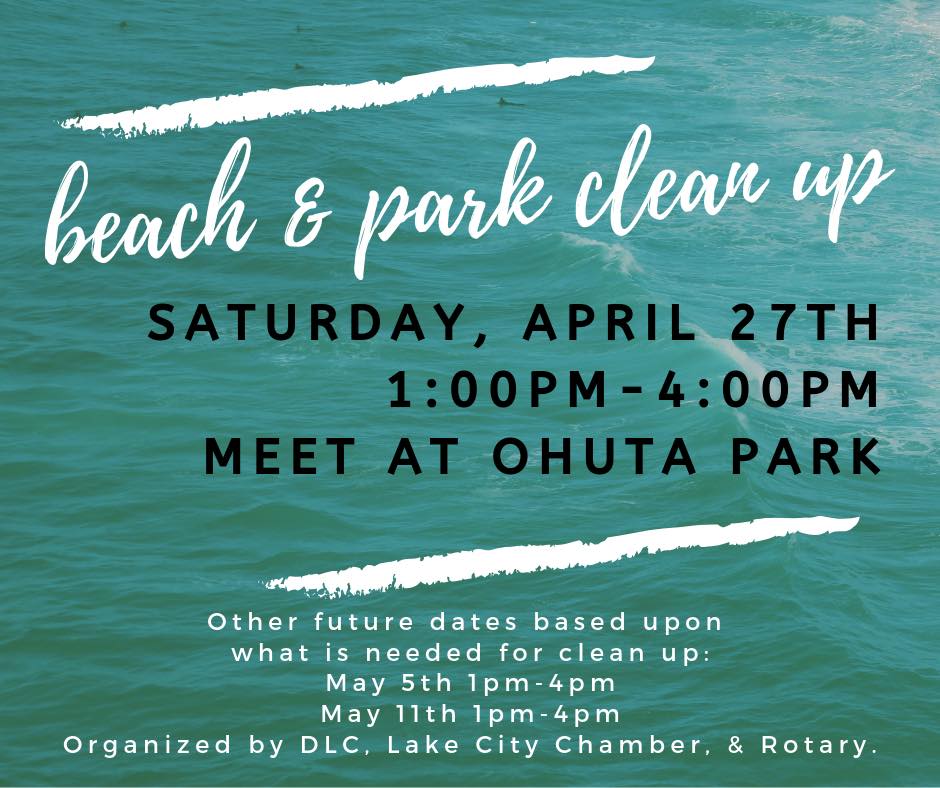 beach & park clean up
SATURDAY, APRIL 27TH
1:00PM-4:00PM
MEET AT OHUTA PARK
Other future dates based upon
what is needed for clean up:
May 5th 1pm-4pm
May 11th 1pm-4pm
Organized by DLC, Lake City Chamber, & Rotary.